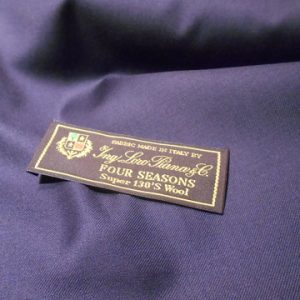 FABRIC MADE IN ITALY BY
Ing. Loro Piana & C.
FOUR SEASONS
Super 130'S Wool